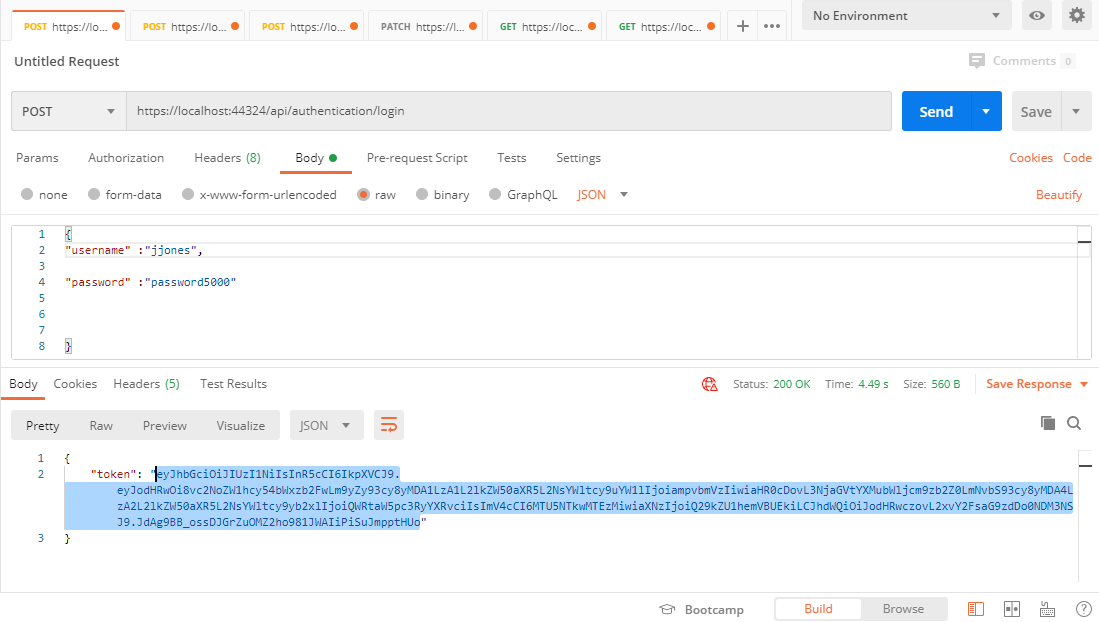 POST https://lo...
POST https://lo...
POST https://lo...
PATCH https://l...
GET https://loc...
GET https://loc...
+
•••
No Environment
Untitled Request
Comments 0
POST
https://localhost:44324/api/authentication/login
Send
Save
Params Authorization Headers (8) Body Pre-request Script Tests Settings
Cookies Code
none form-data x-www-form-urlencoded raw binary GraphQL JSON
Beautify
1 {
2 "username" :"jjones",
3
4 "password" :"password5000"
5
6
7
8 }
Body Cookies Headers (5) Test Results
Status: 200 OK Time: 4.49 s Size: 560 B
Save Response
Pretty Raw Preview Visualize JSON
1 {
2 "token": "eyJhbGciOiJIUzI1NiIsInR5cCI6IkpXVCJ9.
eyJodHRwOi8vc2NoZW1hcy54bWxzb2FwLm9yZy93cy8yMDA1LzA1L2lkZW50aXR5L2NsYWltcy9uYW1lIjoiampvbmVzIiwiaHR0cDovL3NjaGVtYXMubWljcm9zb2Z0LmNvbS93cy8yMDA4L
zA2L2lkZW50aXR5L2NsYWltcy9yb2xlIjoiQWRtaW5pc3RyYXRvciIsImV4cCI6MTU5NTkwMTEzMiwiaXNzIjoiQ29kZU1hemVBUEkiLCJhdWQiOiJodHRwczovL2xvY2FsaG9zdDo0NDM3NS
J9.JdAg9BB_ossDJGrZuOMZ2ho981JWAIiPiSuJmpptHUo"
3 }
Bootcamp
Build Browse
?